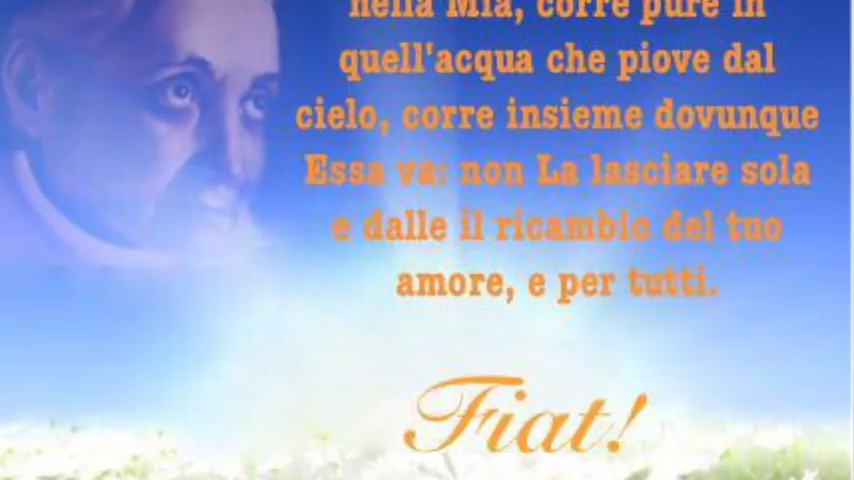 nella Mia, corre pure in
quell'acqua che piove dal
cielo, corre insieme dovunque
Essa va: non La lasciare sola
e dalle il ricambio del tuo
amore, e per tutti.
Fiat!